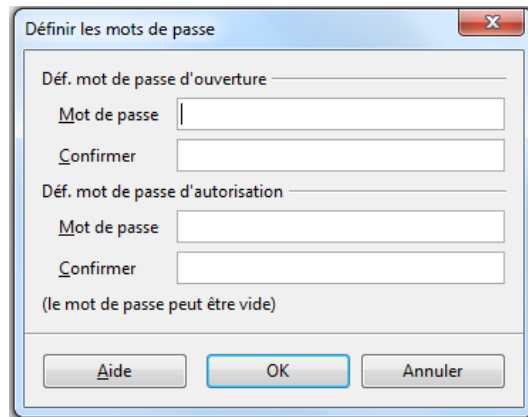 Définir les mots de passe
Déf. mot de passe d'ouverture
Mot de passe
Confirmer
Déf. mot de passe d'autorisation
Mot de passe
Confirmer
(le mot de passe peut être vide)
Aide OK Annuler